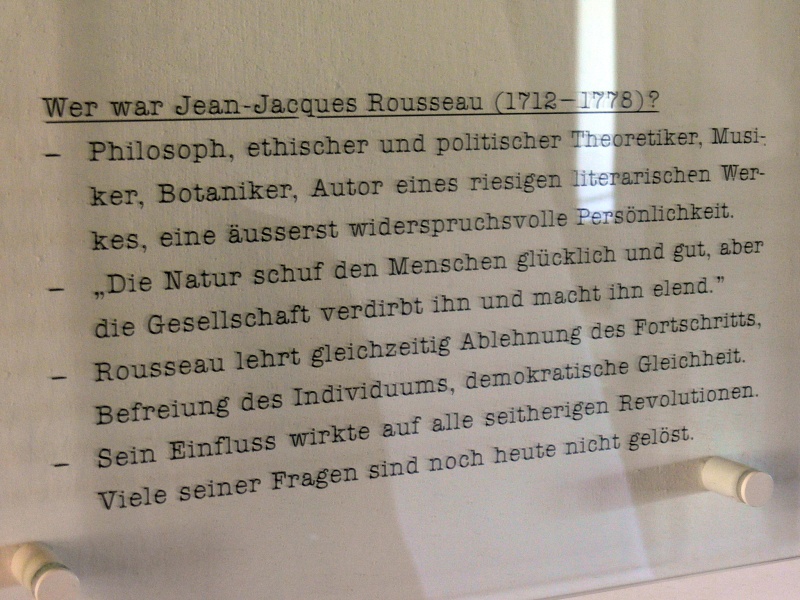 Wer war Jean-Jacques Rousseau (1712-1778)?
- Philosoph, ethischer und politischer Theoretiker, Musi-
ker, Botaniker, Autor eines riesigen literarischen Wer-
kes, eine äusserst widerspruchsvolle Persönlichkeit.
- „Die Natur schuf den Menschen glücklich und gut, aber
die Gesellschaft verdirbt ihn und macht ihn elend.”
- Rousseau lehrt gleichzeitig Ablehnung des Fortschritts,
Befreiung des Individuums, demokratische Gleichheit.
- Sein Einfluss wirkte auf alle seitherigen Revolutionen.
Viele seiner Fragen sind noch heute nicht gelöst.